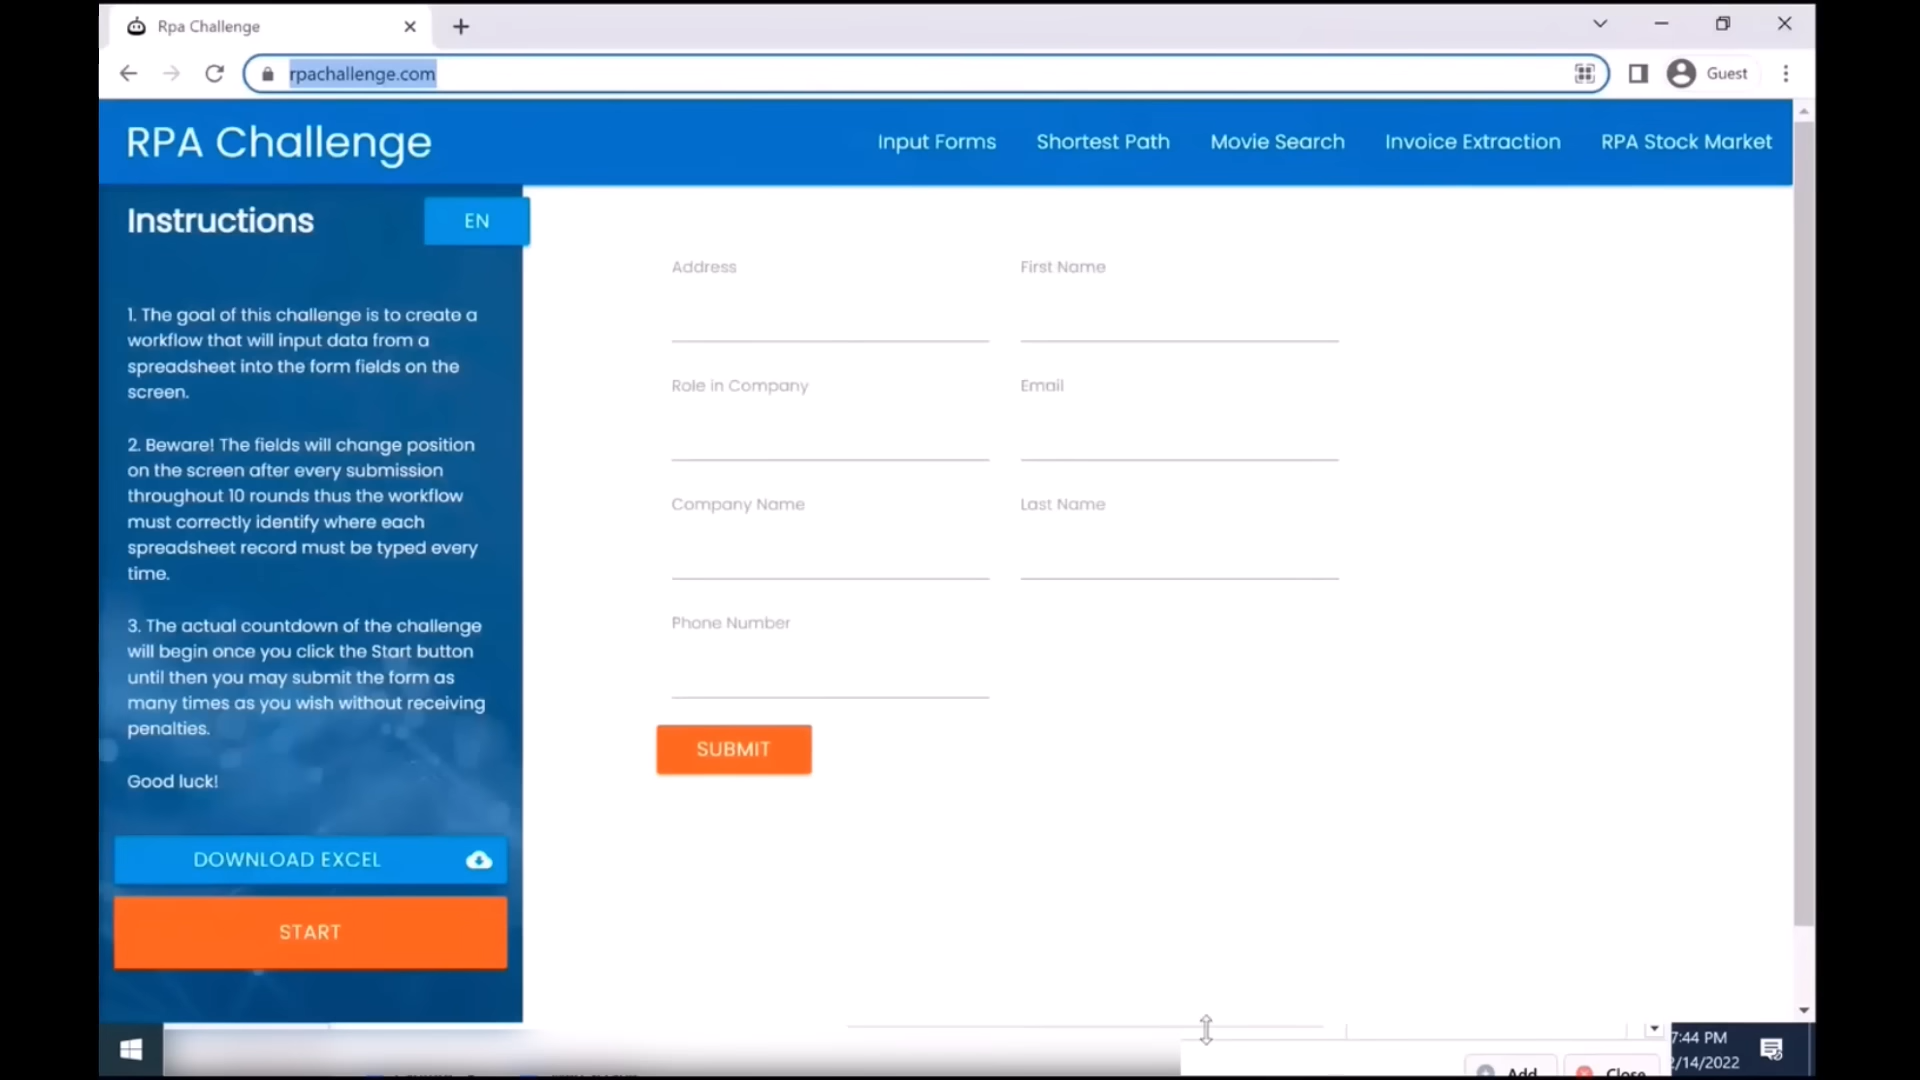 Rpa Challenge
rpachallenge.com
Guest
RPA Challenge
Input Forms
Shortest Path
Movie Search
Invoice Extraction
RPA Stock Market
Instructions
EN
1. The goal of this challenge is to create a
workflow that will input data from a
spreadsheet into the form fields on the
screen.
2. Beware! The fields will change position
on the screen after every submission
throughout 10 rounds thus the workflow
must correctly identify where each
spreadsheet record must be typed every
time.
3. The actual countdown of the challenge
will begin once you click the Start button
until then you may submit the form as
many times as you wish without receiving
penalties.
Good luck!
DOWNLOAD EXCEL
START
Address
First Name
Role in Company
Email
Company Name
Last Name
Phone Number
SUBMIT
7:44 PM
/14/2022
Add
Close